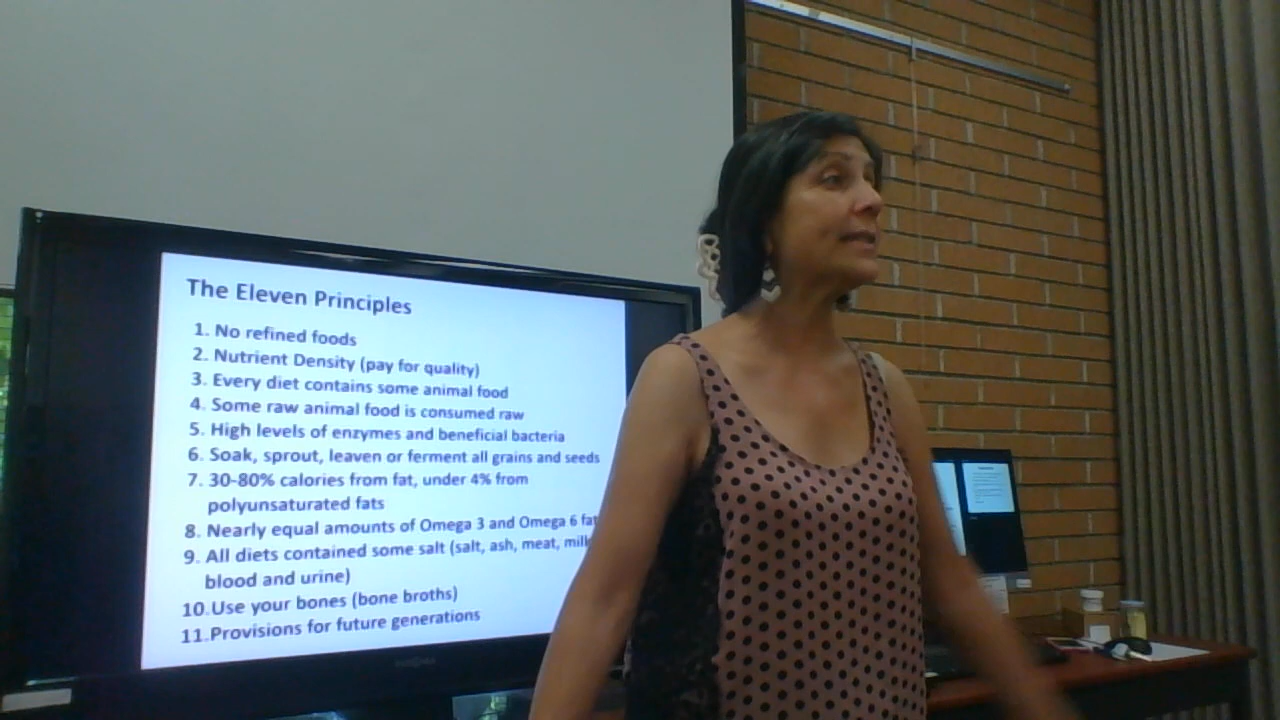 The Eleven Principles
1. No refined foods
2. Nutrient Density (pay for quality)
3. Every diet contains some animal food
4. Some raw animal food is consumed raw
5. High levels of enzymes and beneficial bacteria
6. Soak, sprout, leaven or ferment all grains and seeds
7. 30-80% calories from fat, under 4% from
polyunsaturated fats
8. Nearly equal amounts of Omega 3 and Omega 6 fat
9. All diets contained some salt (salt, ash, meat, milk
blood and urine)
10. Use your bones (bone broths)
11. Provisions for future generations